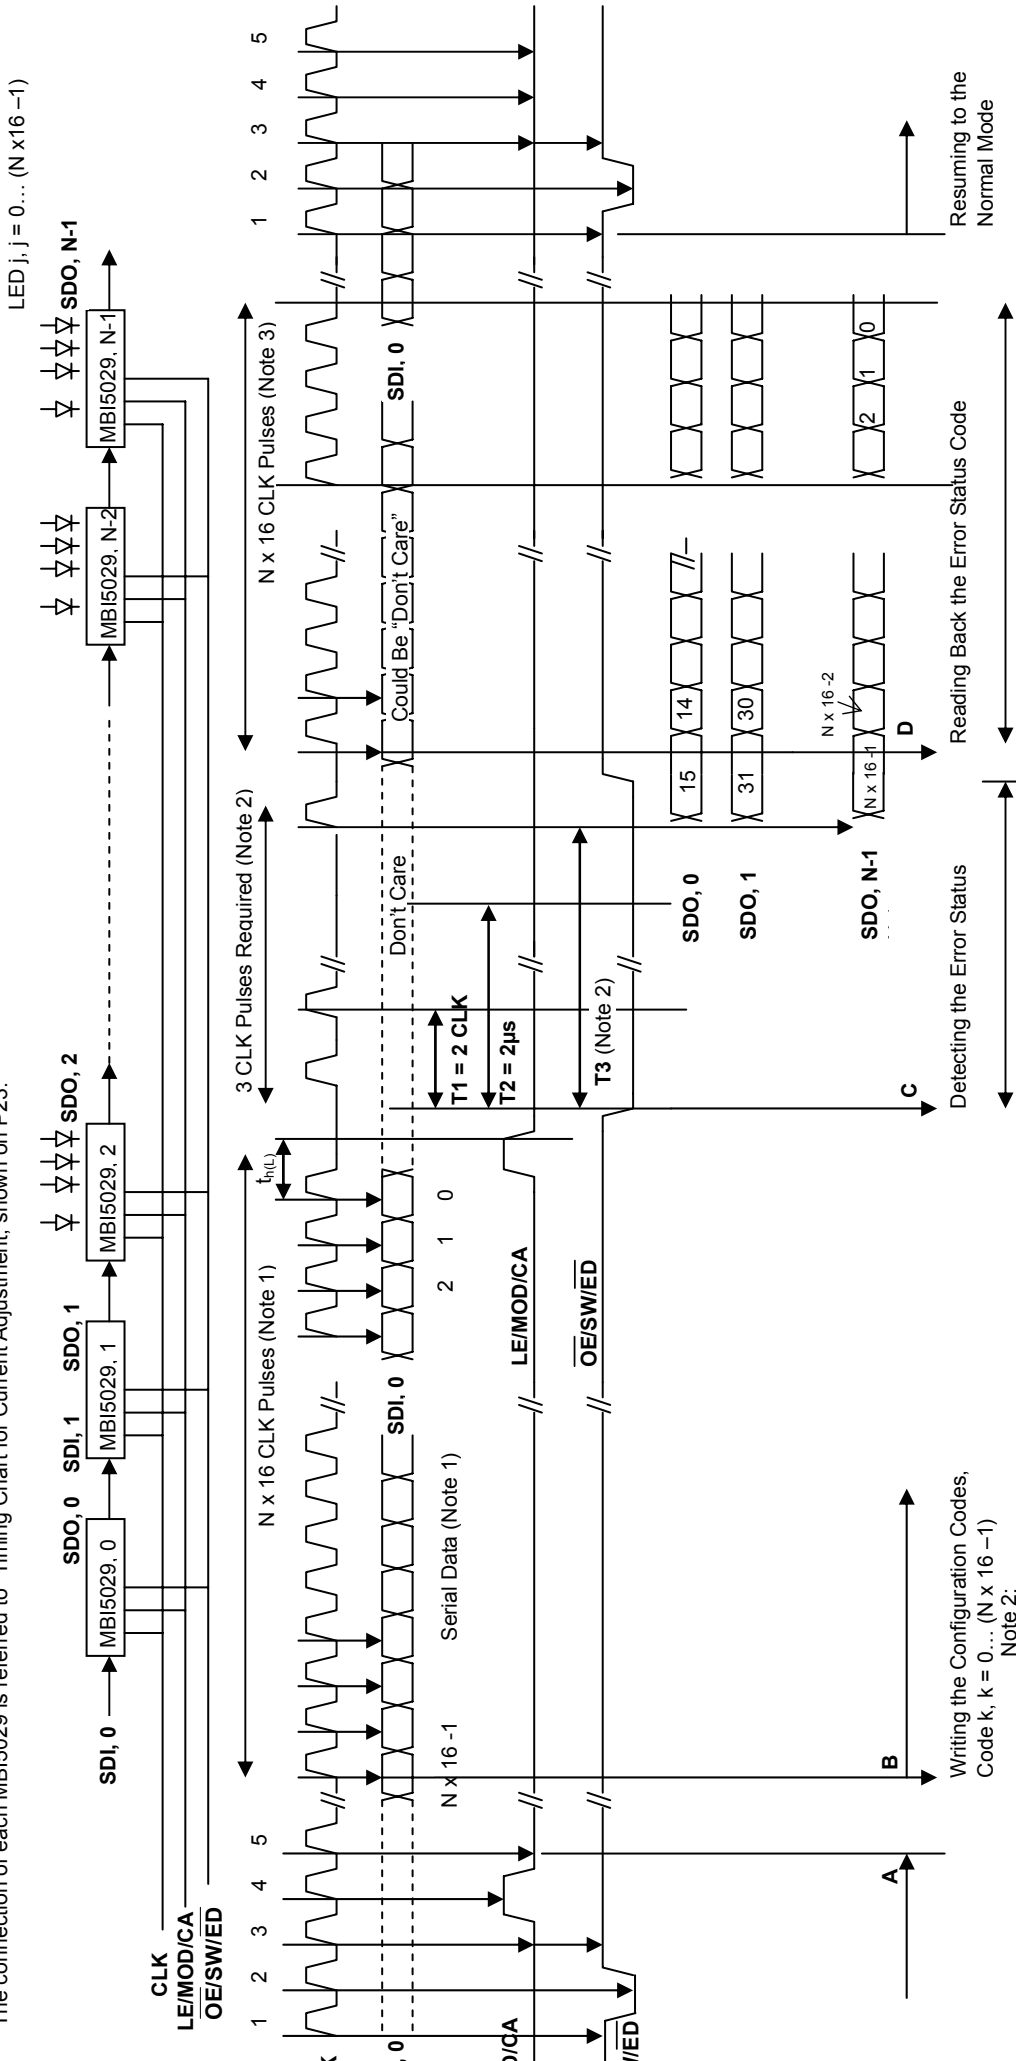 The connection of each MBI5029 is referred to "Timing Chart for Current Adjustment, shown on P23.
LED j, j = 0… (N x16 –1)
SDI, 0
MBI5029, 0
SDO, 0
SDI, 1
MBI5029, 1
SDO, 1
MBI5029, 2
SDO, 2
MBI5029, N-2
MBI5029, N-1
SDO, N-1
CLK
LE/MOD/CA
OE/SW/ED
1 2 3 4 5
N x 16 CLK Pulses (Note 1)
th(L)
3 CLK Pulses Required (Note 2)
N x 16 CLK Pulses (Note 3)
1 2 3 4 5
K
, 0
SDI, 0
Don't Care
Could Be "Don't Care"
SDI, 0
N x 16 -1
Serial Data (Note 1)
2 1 0
T1 = 2 CLK
T2 = 2µs
T3 (Note 2)
D/CA
LE/MOD/CA
W/ED
OE/SW/ED
SDO, 0
15 14
SDO, 1
31 30
SDO, N-1
N x 16 -1
N x 16 -2
2 1 0
A
B
C
D
Writing the Configuration Codes,
Code k, k = 0… (N x 16 –1)
Note 2:
Detecting the Error Status
Reading Back the Error Status Code
Resuming to the
Normal Mode